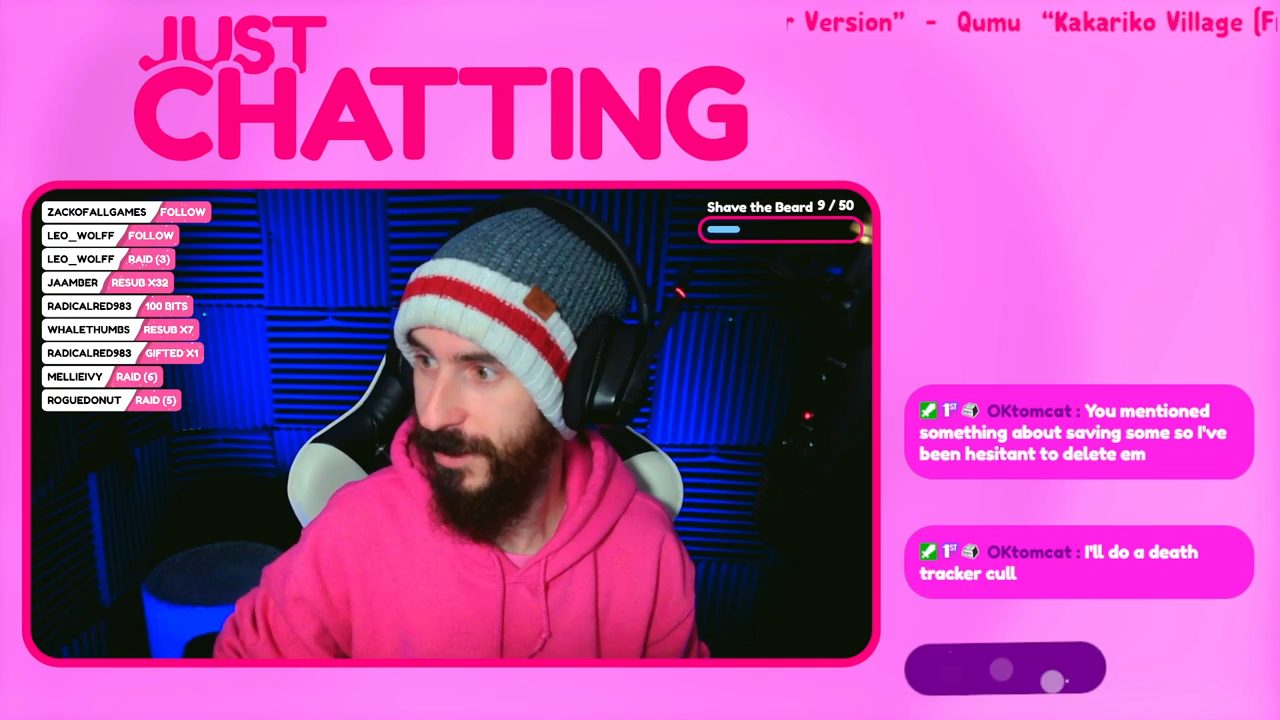 JUST
CHATTING
Version” - Qumu “Kakariko Village
ZACKOFALLGAMES FOLLOW
LEO_WOLFF FOLLOW
LEO_WOLFF RAID (3)
JAAMBER RESUB X32
RADICALRED983 100 BITS
WHALETHUMBS RESUB X7
RADICALRED983 GIFTED X1
MELLIEIVY RAID (6)
ROGUEDONUT RAID (5)
Shave the Beard 9 / 50
1ST OKtomcat : You mentioned
something about saving some so I've
been hesitant to delete em
1ST OKtomcat : I'll do a death
tracker cull